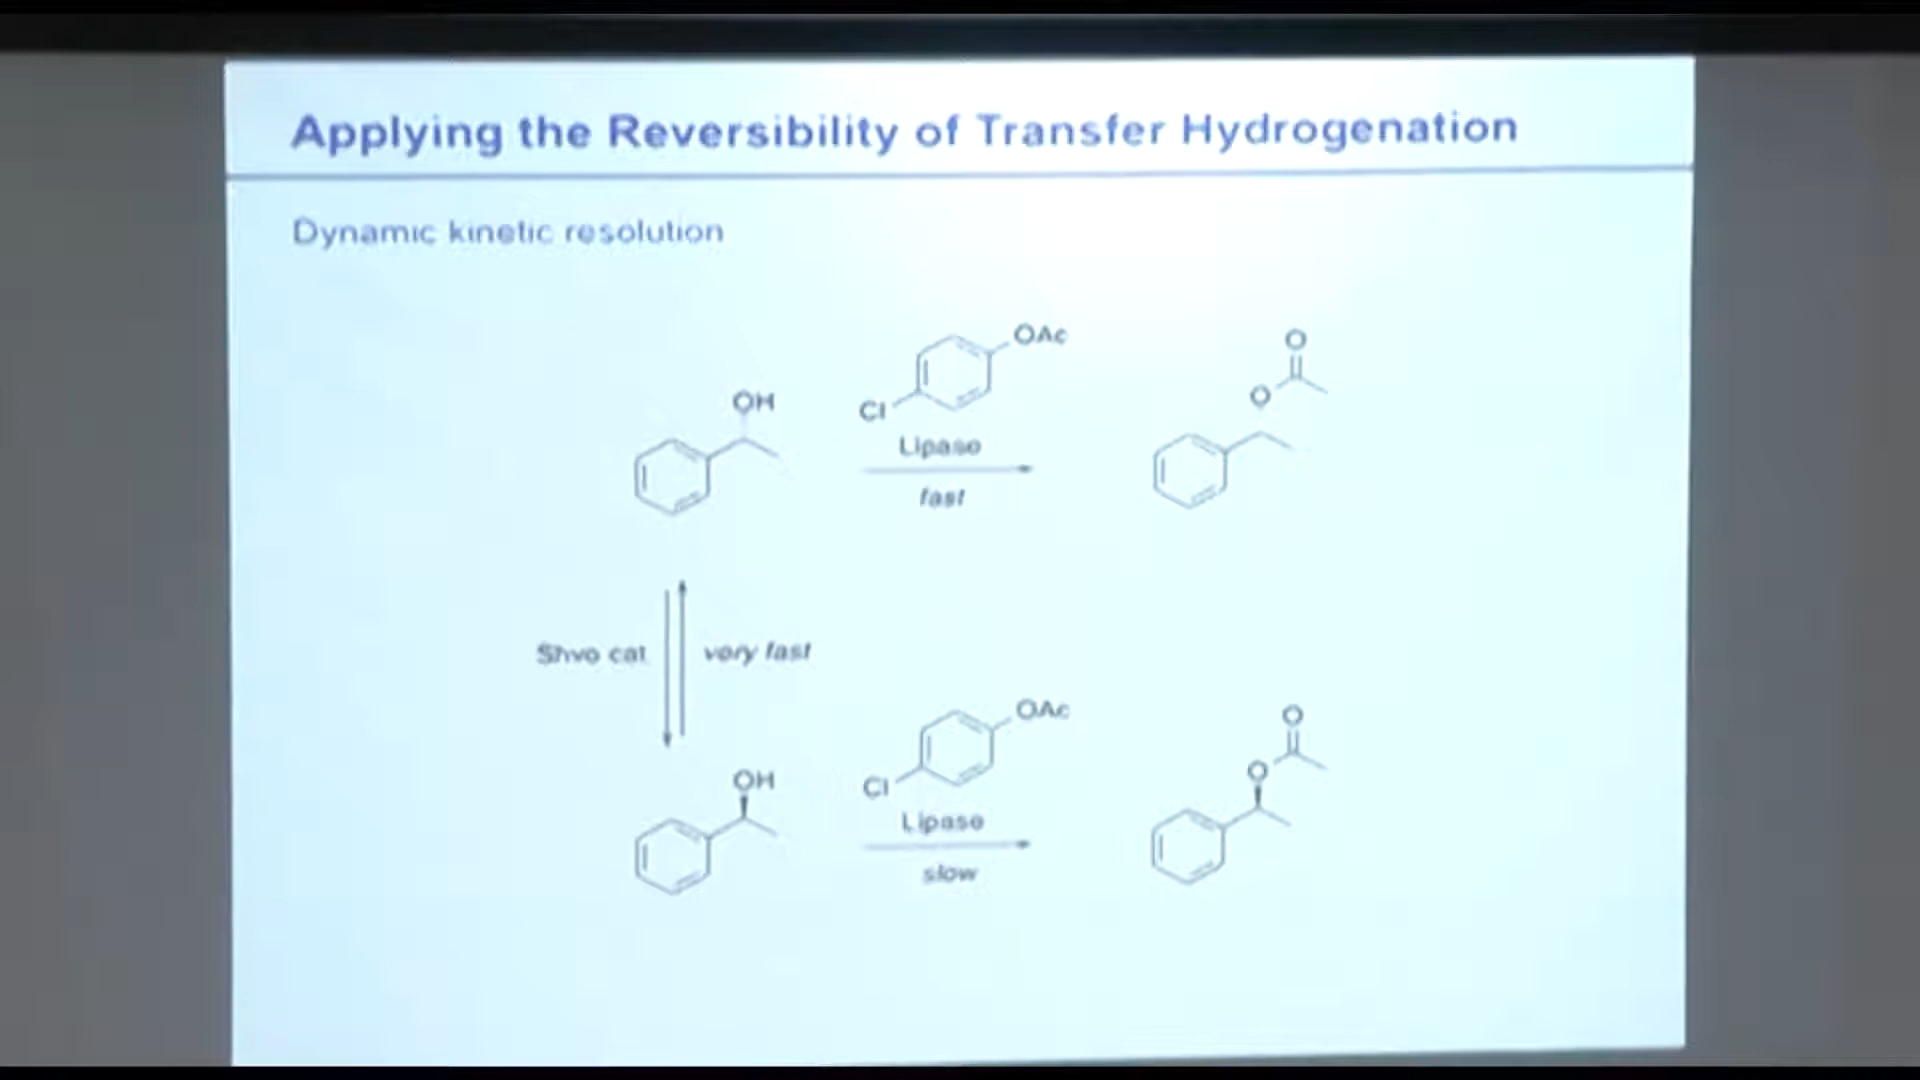 Applying the Reversibility of Transfer Hydrogenation
Dynamic kinetic resolution
OAc
O
OH
O
Cl
Lipase
fast
Shvo cat
very fast
OAc
O
OH
O
Cl
Lipase
slow